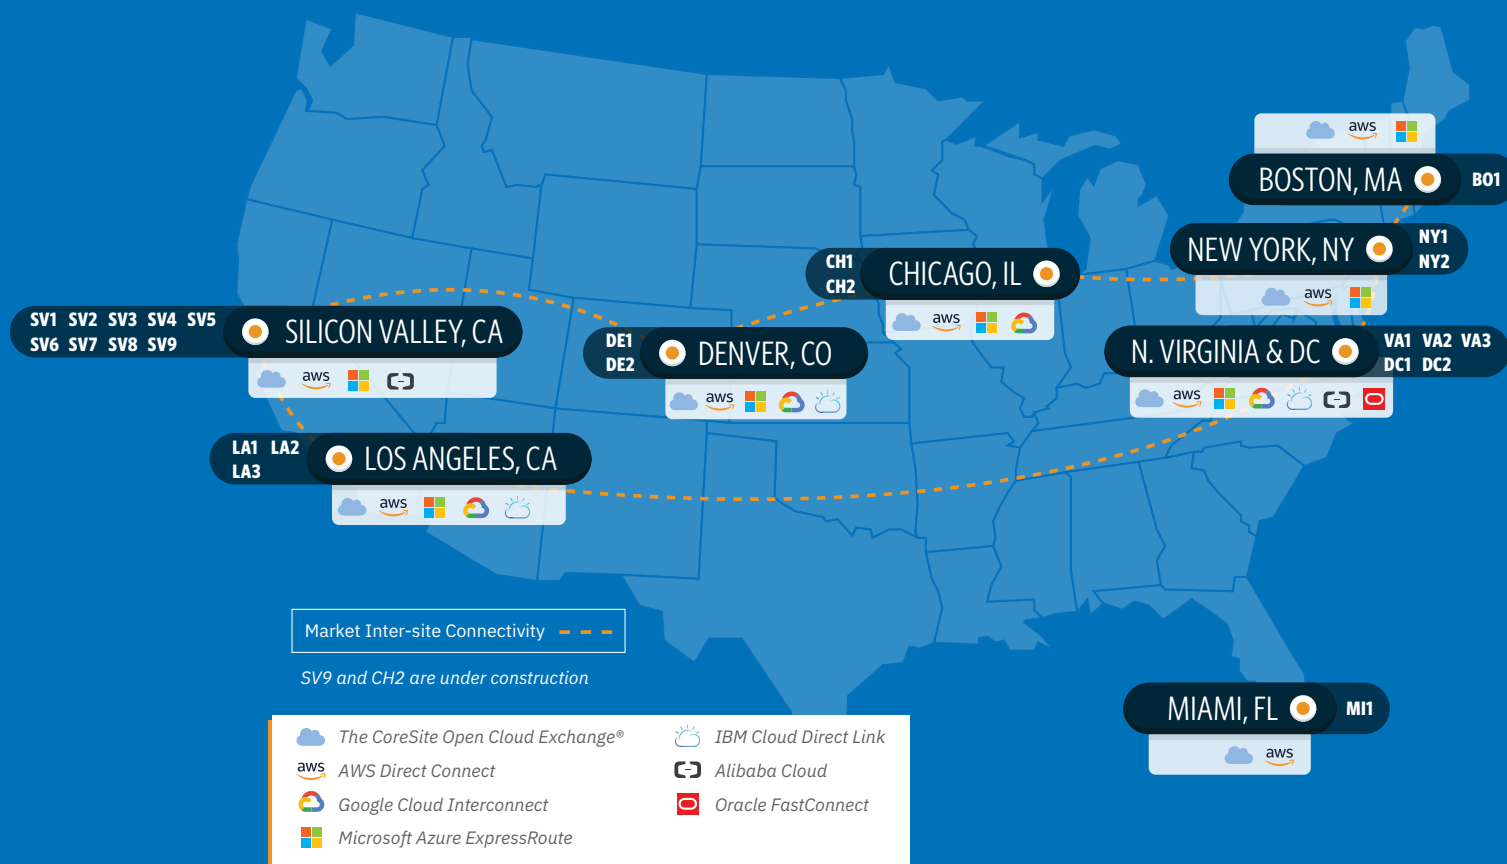 aws
BOSTON, MA
BO1
NEW YORK, NY
NY1
NY2
aws
CH1
CH2
CHICAGO, IL
aws
SV1 SV2 SV3 SV4 SV5
SV6 SV7 SV8 SV9
SILICON VALLEY, CA
aws
DE1
DE2
DENVER, CO
aws
N. VIRGINIA & DC
VA1 VA2 VA3
DC1 DC2
aws
LA1 LA2
LA3
LOS ANGELES, CA
aws
Market Inter-site Connectivity
SV9 and CH2 are under construction
MIAMI, FL
MI1
aws
The CoreSite Open Cloud Exchange®
aws AWS Direct Connect
Google Cloud Interconnect
Microsoft Azure ExpressRoute
IBM Cloud Direct Link
Alibaba Cloud
Oracle FastConnect